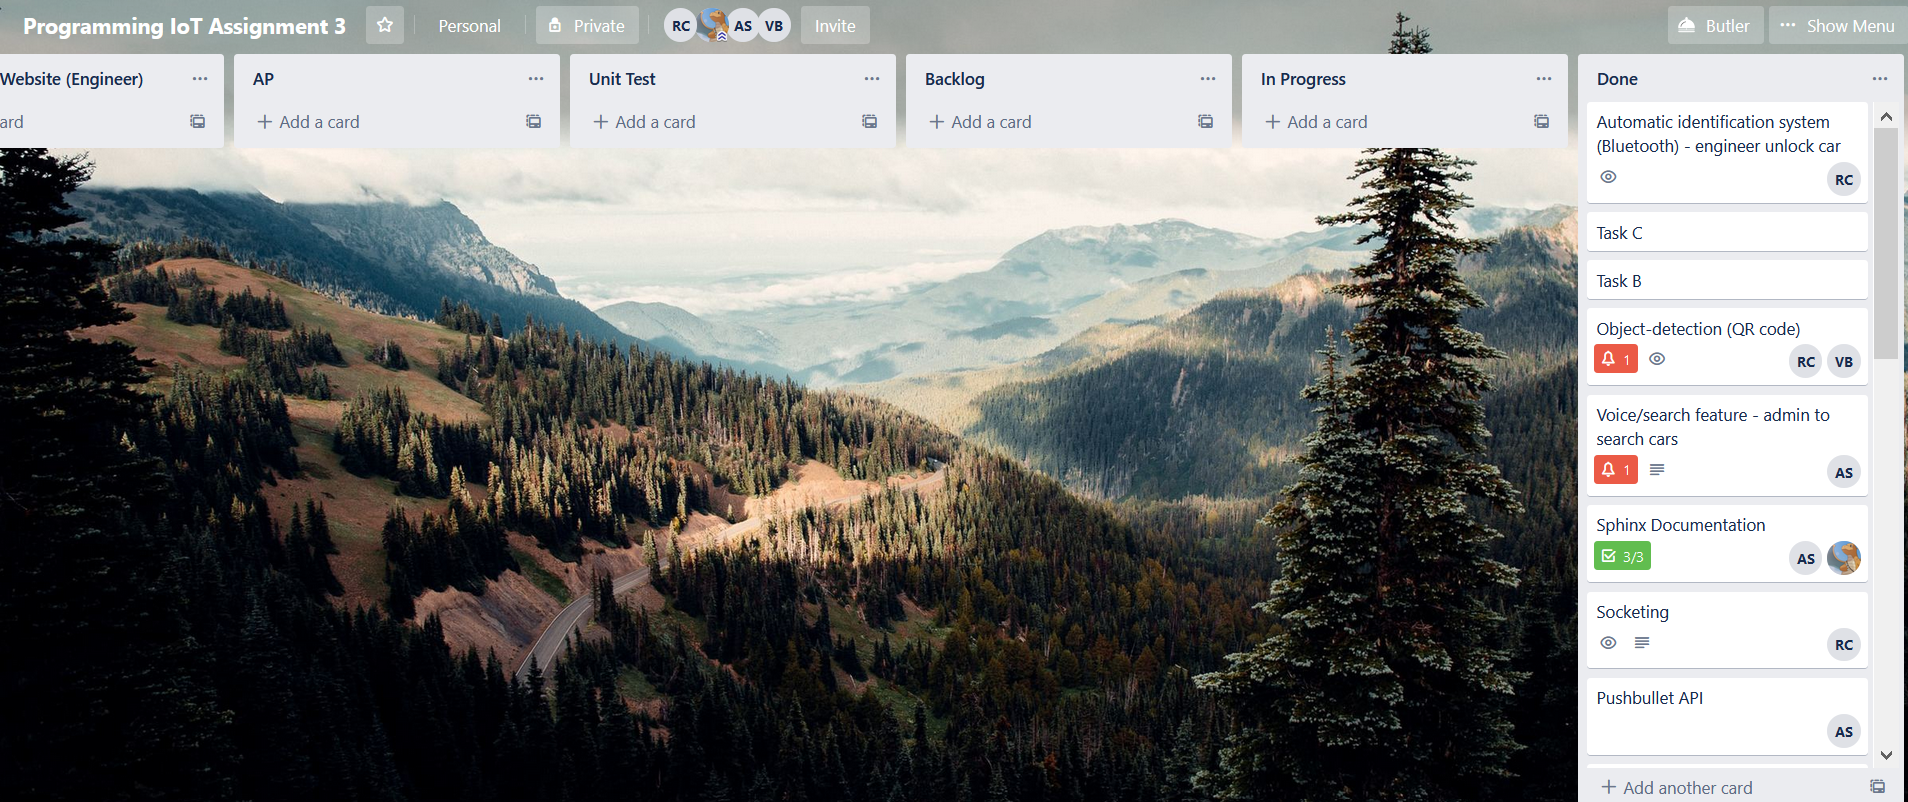 Programming IoT Assignment 3
Personal
Private
RC
AS
VB
Invite
Butler
Show Menu
Website (Engineer)
ard
AP
Add a card
Unit Test
Add a card
Backlog
Add a card
In Progress
Add a card
Done
Automatic identification system
(Bluetooth) - engineer unlock car
RC
Task C
Task B
Object-detection (QR code)
1
RC
VB
Voice/search feature - admin to
search cars
1
AS
Sphinx Documentation
3/3
AS
Socketing
RC
Pushbullet API
AS
Add another card